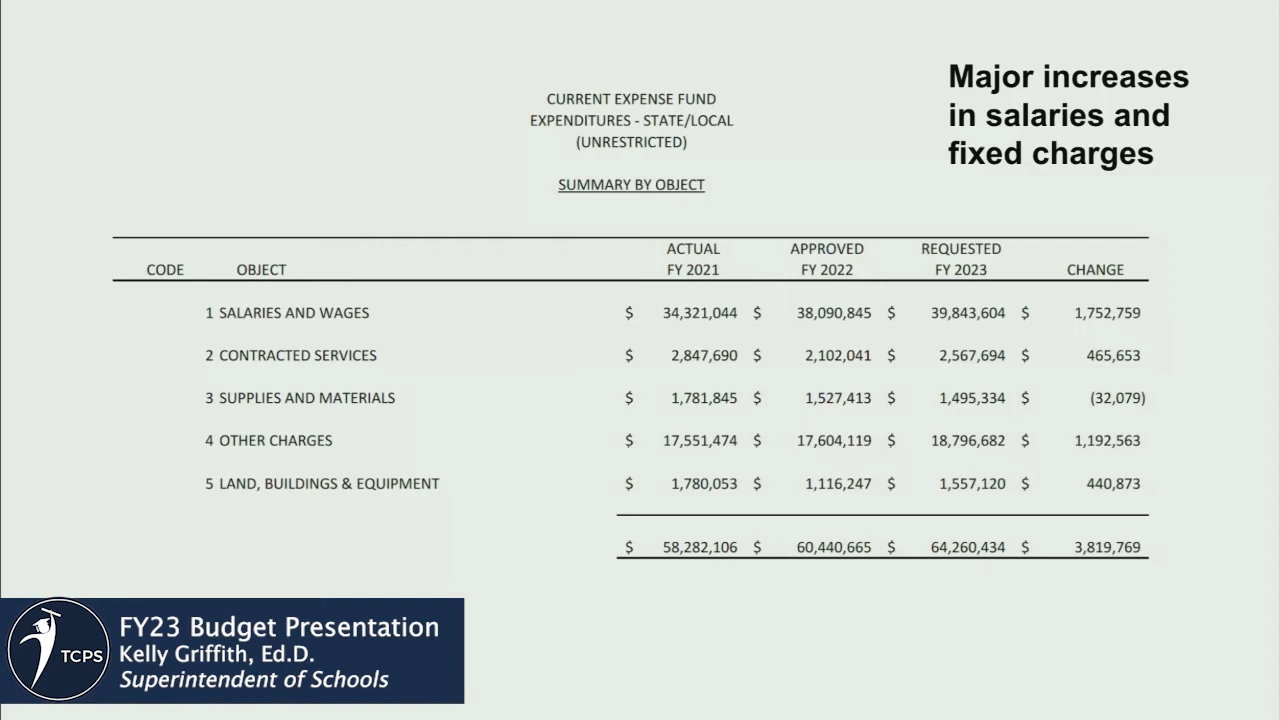 Major increases
in salaries and
fixed charges
CURRENT EXPENSE FUND
EXPENDITURES - STATE/LOCAL
(UNRESTRICTED)
SUMMARY BY OBJECT
ACTUAL APPROVED REQUESTED
CODE OBJECT FY 2021 FY 2022 FY 2023 CHANGE
1 SALARIES AND WAGES $ 34,321,044 $ 38,090,845 $ 39,843,604 $ 1,752,759
2 CONTRACTED SERVICES $ 2,847,690 $ 2,102,041 $ 2,567,694 $ 465,653
3 SUPPLIES AND MATERIALS $ 1,781,845 $ 1,527,413 $ 1,495,334 $ (32,079)
4 OTHER CHARGES $ 17,551,474 $ 17,604,119 $ 18,796,682 $ 1,192,563
5 LAND, BUILDINGS & EQUIPMENT $ 1,780,053 $ 1,116,247 $ 1,557,120 $ 440,873
$ 58,282,106 $ 60,440,665 $ 64,260,434 $ 3,819,769
TCPS
FY23 Budget Presentation
Kelly Griffith, Ed.D.
Superintendent of Schools